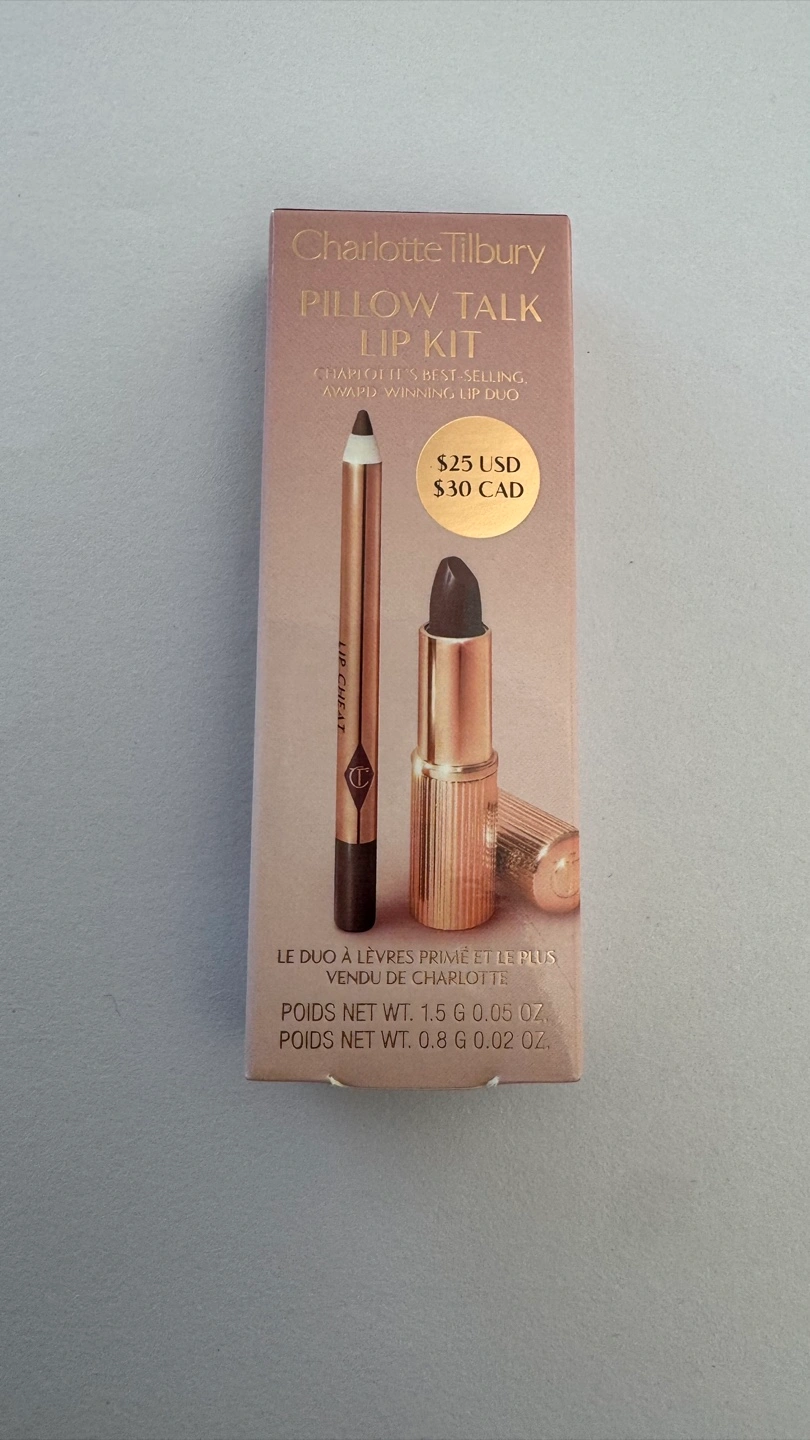 Charlotte Tilbury
PILLOW TALK
LIP KIT
CHARLOTTE'S BEST-SELLING,
AWARD-WINNING LIP DUO
$25 USD
$30 CAD
LIP CHEAT
CT
LE DUO À LÈVRES PRIMÉ ET LE PLUS
VENDU DE CHARLOTTE
POIDS NET WT. 1.5 G 0.05 OZ.
POIDS NET WT. 0.8 G 0.02 OZ.